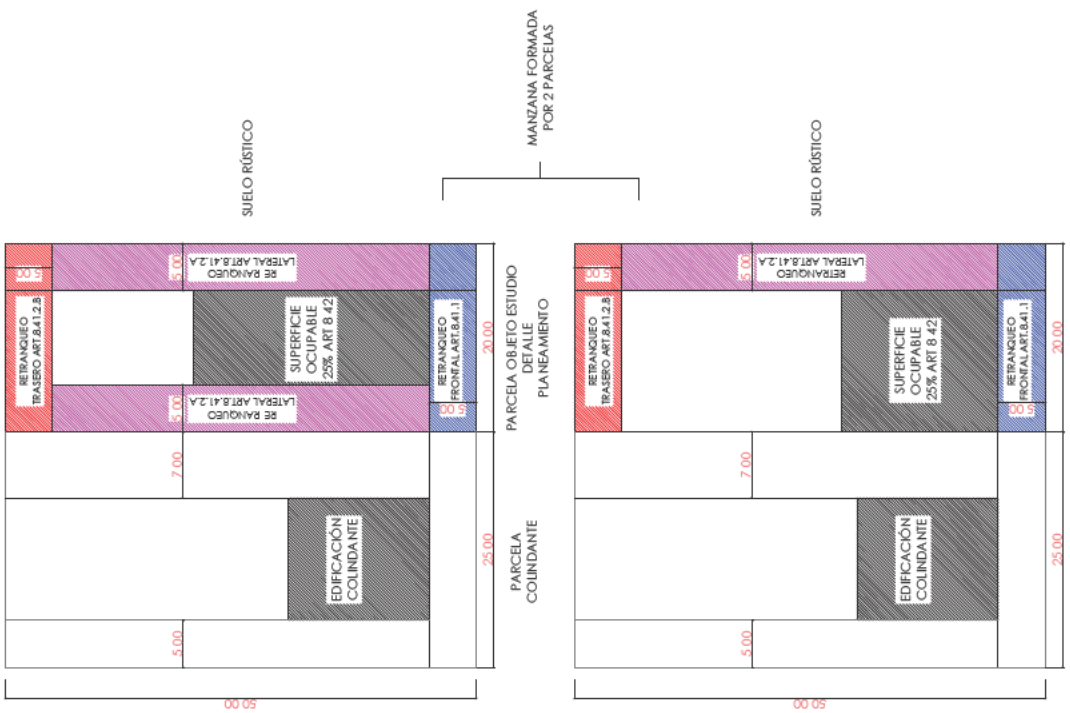 5.00
RETRANQUEO
TRASERO ART.8.41.2.B
5.00
RE RANQUEO
LATERAL ART.8.41.2.A
5.00
RE RANQUEO
LATERAL ART.8.41.2.A
SUPERFICIE
OCUPABLE
25% ART 8 42
RETRANQUEO
FRONTAL ART.8.41.1
5.00
20.00
7 00
EDIFICACIÓN
COLINDANTE
5.00
25.00
50 00
PARCELA OBJETO ESTUDIO
DETALLE
PLANEAMIENTO
PARCELA
COLINDANTE
SUELO RÚSTICO
MANZANA FORMADA
POR 2 PARCELAS
SUELO RÚSTICO
5.00
RETRANQUEO
TRASERO ART.8.41.2.B
5.00
RETRANQUEO
LATERAL ART.8.41.2.A
SUPERFICIE
OCUPABLE
25% ART 8 42
RETRANQUEO
FRONTAL ART.8.41.1
5.00
20.00
7 00
EDIFICACIÓN
COLINDANTE
5 00
25.00
50 00